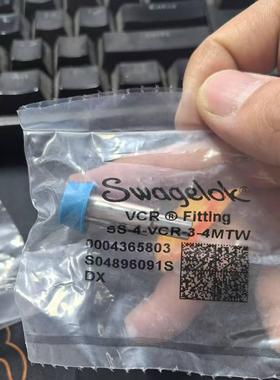 Swagelok
VCR ® Fitting
SS-4-VCR-3-4MTW
0004365803
S04896091S
DX